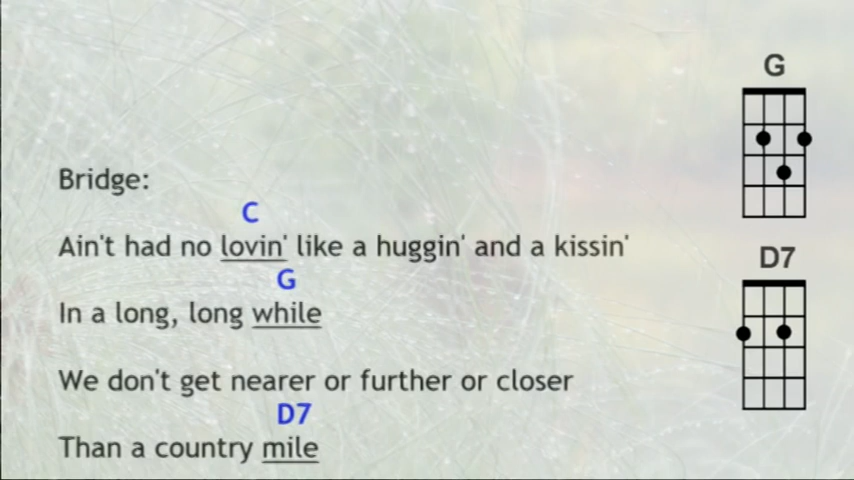 G
Bridge:
C
Ain't had no lovin' like a huggin' and a kissin'
G
In a long, long while
D7
We don't get nearer or further or closer
D7
Than a country mile